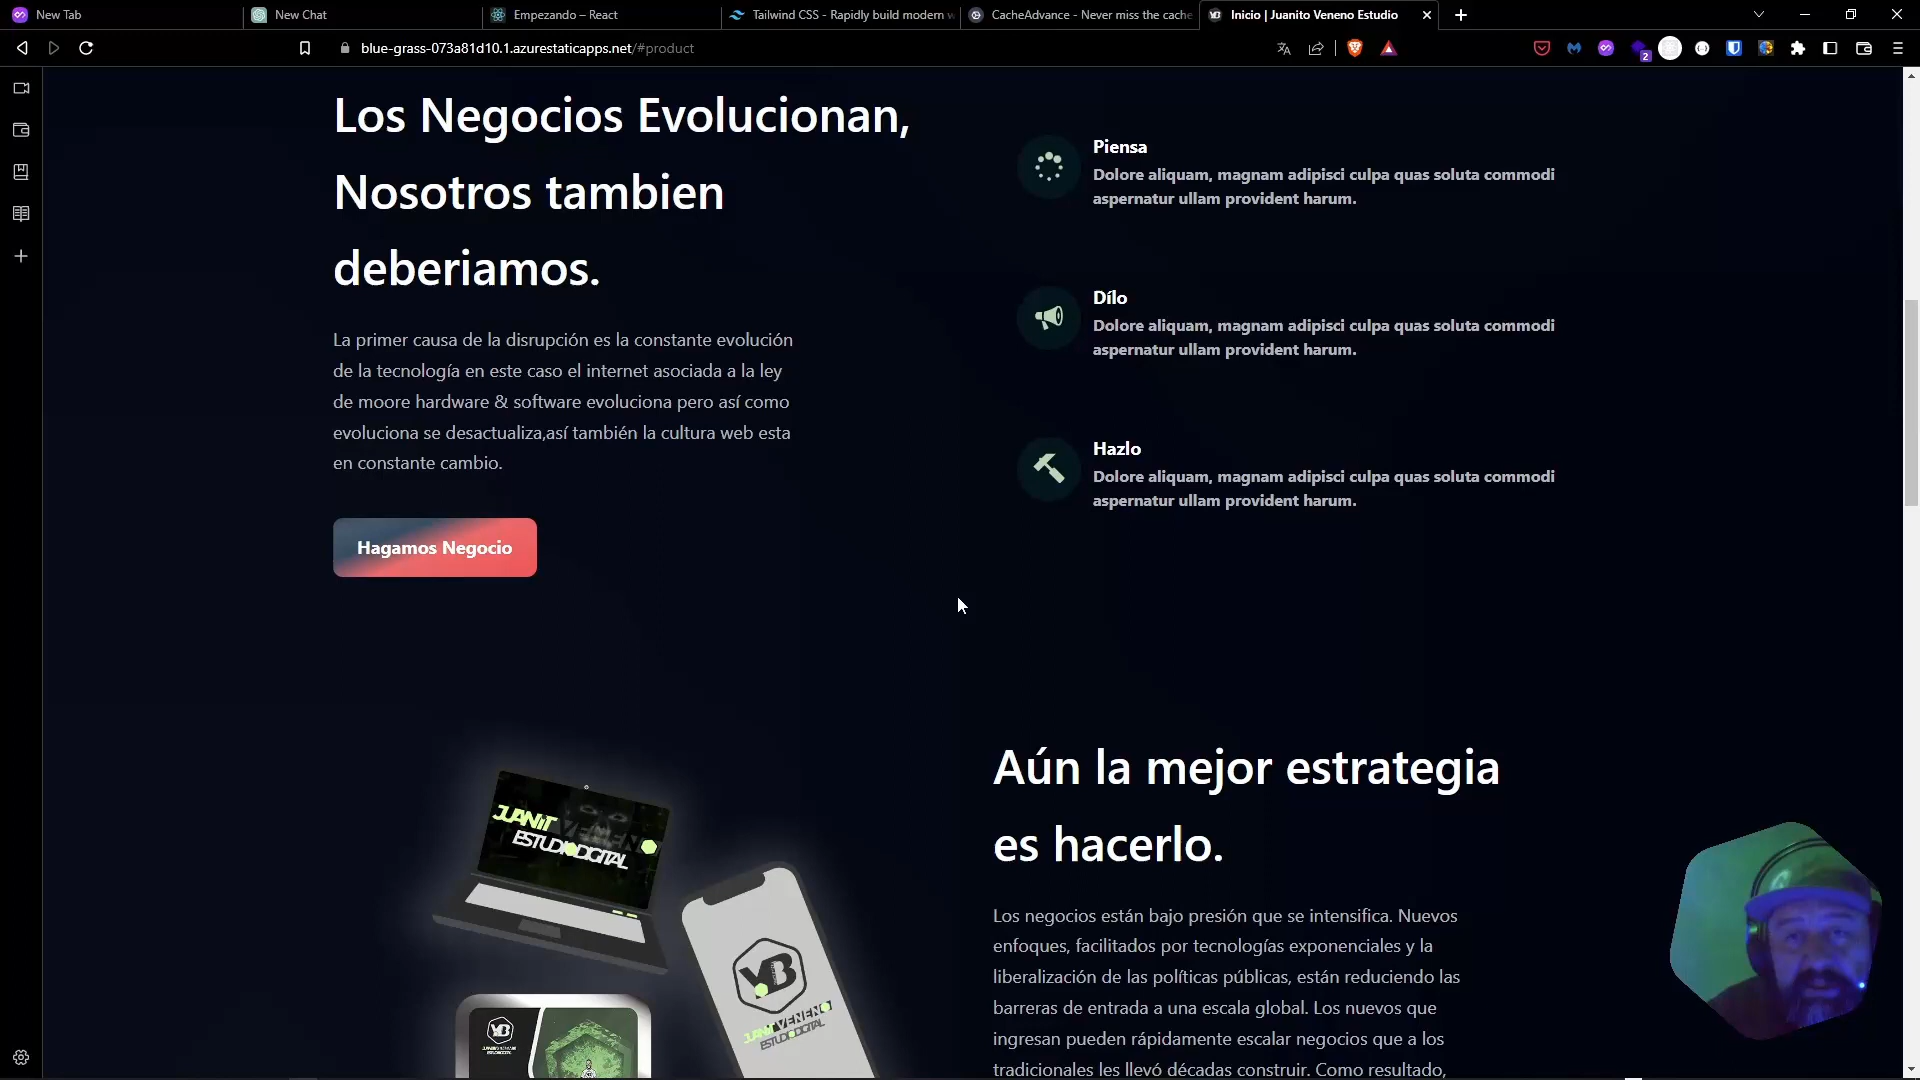 New Tab
New Chat
Empezando – React
Tailwind CSS - Rapidly build modern w
CacheAdvance - Never miss the cache
Inicio | Juanito Veneno Estudio
blue-grass-073a81d10.1.azurestaticapps.net/#product
2
Los Negocios Evolucionan,
Nosotros tambien
deberiamos.
La primer causa de la disrupción es la constante evolución
de la tecnología en este caso el internet asociada a la ley
de moore hardware & software evoluciona pero así como
evoluciona se desactualiza,así también la cultura web esta
en constante cambio.
Hagamos Negocio
Piensa
Dolore aliquam, magnam adipisci culpa quas soluta commodi
aspernatur ullam provident harum.
Dílo
Dolore aliquam, magnam adipisci culpa quas soluta commodi
aspernatur ullam provident harum.
Hazlo
Dolore aliquam, magnam adipisci culpa quas soluta commodi
aspernatur ullam provident harum.
Aún la mejor estrategia
es hacerlo.
Los negocios están bajo presión que se intensifica. Nuevos
enfoques, facilitados por tecnologías exponenciales y la
liberalización de las políticas públicas, están reduciendo las
barreras de entrada a una escala global. Los nuevos que
ingresan pueden rápidamente escalar negocios que a los
tradicionales les llevó décadas construir. Como resultado,